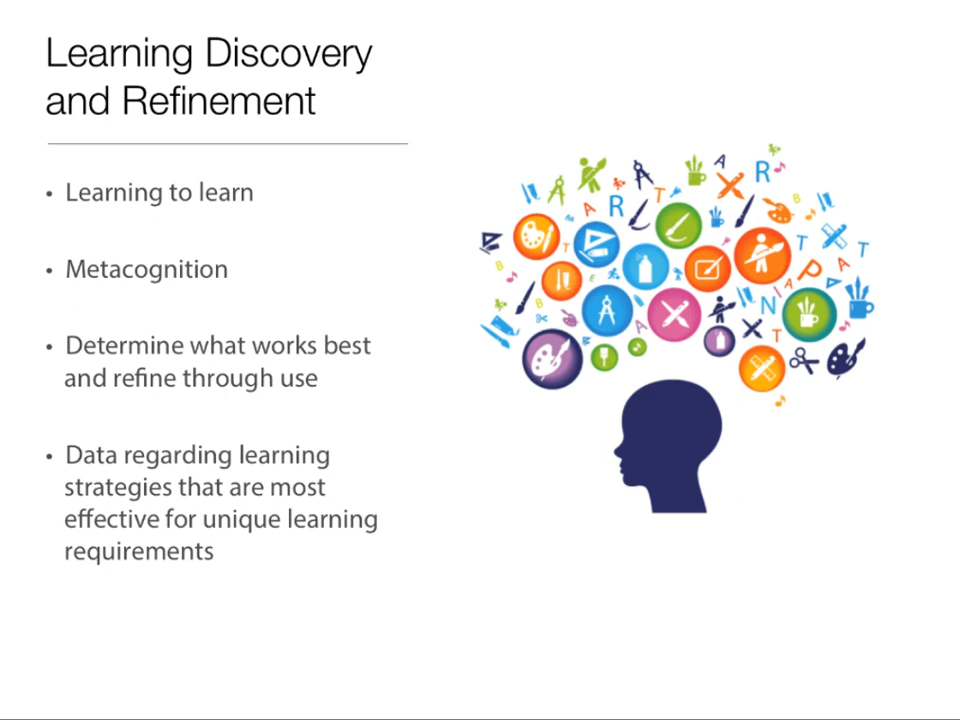 Learning Discovery
and Refinement
• Learning to learn
• Metacognition
• Determine what works best
and refine through use
• Data regarding learning
strategies that are most
effective for unique learning
requirements